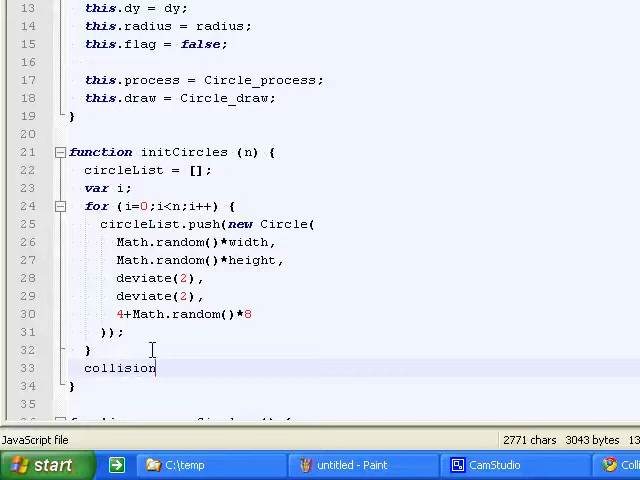 13 this.dy = dy;
14 this.radius = radius;
15 this.flag = false;
16
17 this.process = Circle_process;
18 this.draw = Circle_draw;
19 }
20
21 function initCircles (n) {
22 circleList = [];
23 var i;
24 for (i=0;i<n;i++) {
25 circleList.push(new Circle(
26 Math.random()*width,
27 Math.random()*height,
28 deviate(2),
29 deviate(2),
30 4+Math.random()*8
31 ));
32 }
33 collision
34 }
35
JavaScript file 2771 chars 3043 bytes 13
start C:\temp untitled - Paint CamStudio Colli